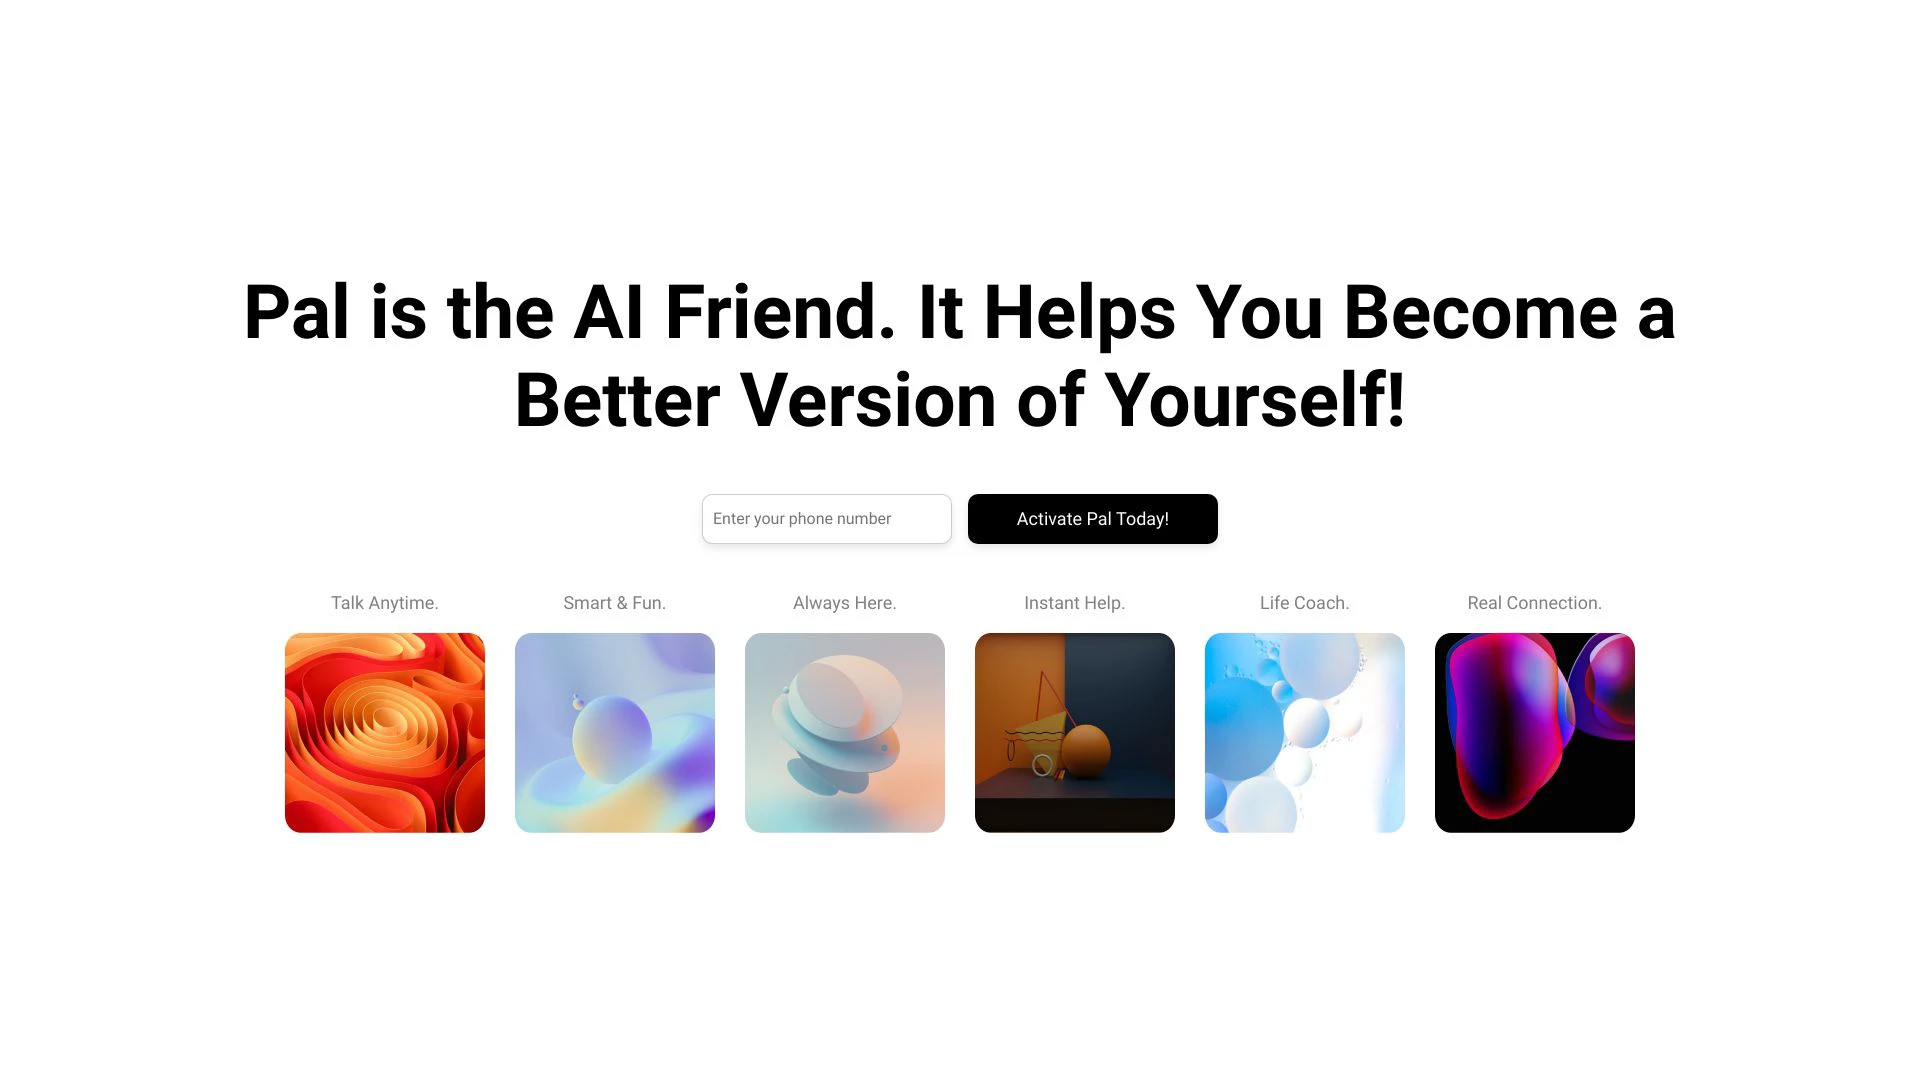 Pal is the AI Friend. It Helps You Become a
Better Version of Yourself!
Enter your phone number
Activate Pal Today!
Talk Anytime.
Smart & Fun.
Always Here.
Instant Help.
Life Coach.
Real Connection.